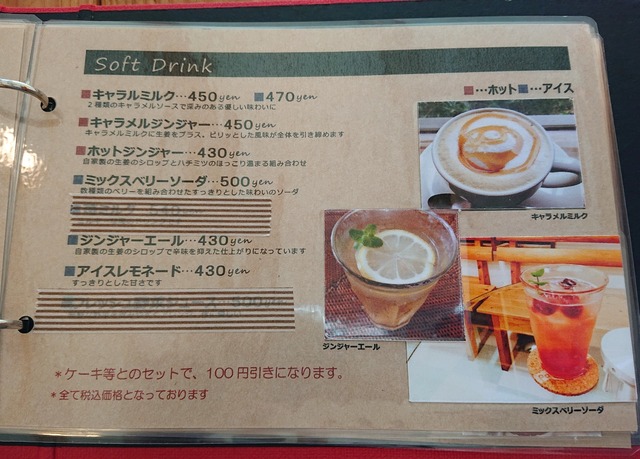 Soft Drink
■キャラルミルク…450yen ■470yen
2種類のキャラメルソースで深みのある優しい味わいに
■キャラメルジンジャー…450yen
キャラメルミルクに生姜をプラス。ピリッとした風味が全体を引き締めます
■ホットジンジャー…430yen
自家製の生姜のシロップとハチミツのほっこり温まる組み合わせ
■ミックスベリーソーダ…500yen
数種類のベリーを組み合わせたすっきりとした味わいのソーダ
■ジンジャーエール…430yen
自家製の生姜のシロップで辛味を抑えた仕上がりになっています
■アイスレモネード…430yen
すっきりとした甘さです
*ケーキ等とのセットで、100円引きになります。
*全て税込価格となっております
■…ホット■…アイス
キャラメルミルク
ジンジャーエール
ミックスベリーソーダ